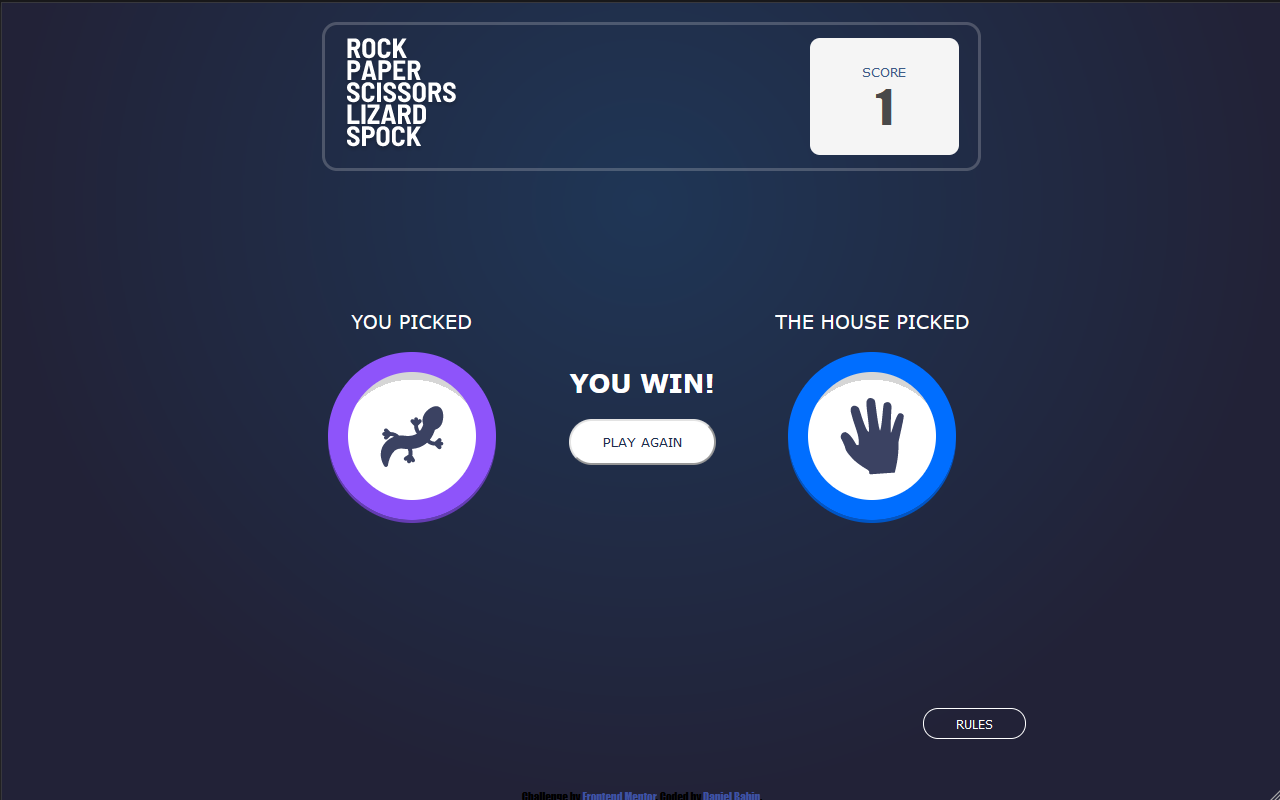 ROCK
PAPER
SCISSORS
LIZARD
SPOCK
SCORE
1
YOU PICKED
THE HOUSE PICKED
YOU WIN!
PLAY AGAIN
RULES
Challenge by Frontend Mentor. Coded by Daniel Rabin.